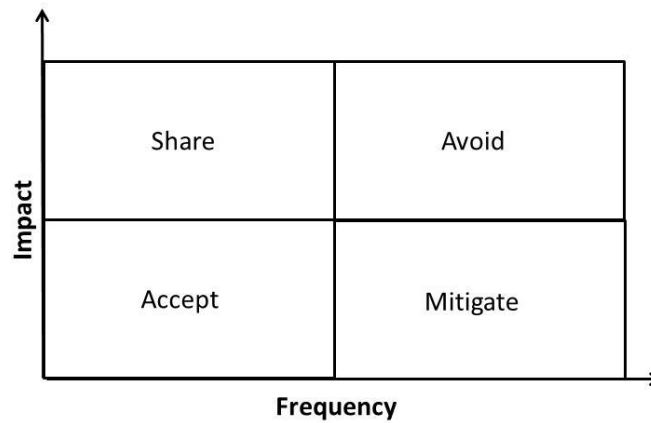 Share
Avoid
Impact
Accept
Mitigate
Frequency